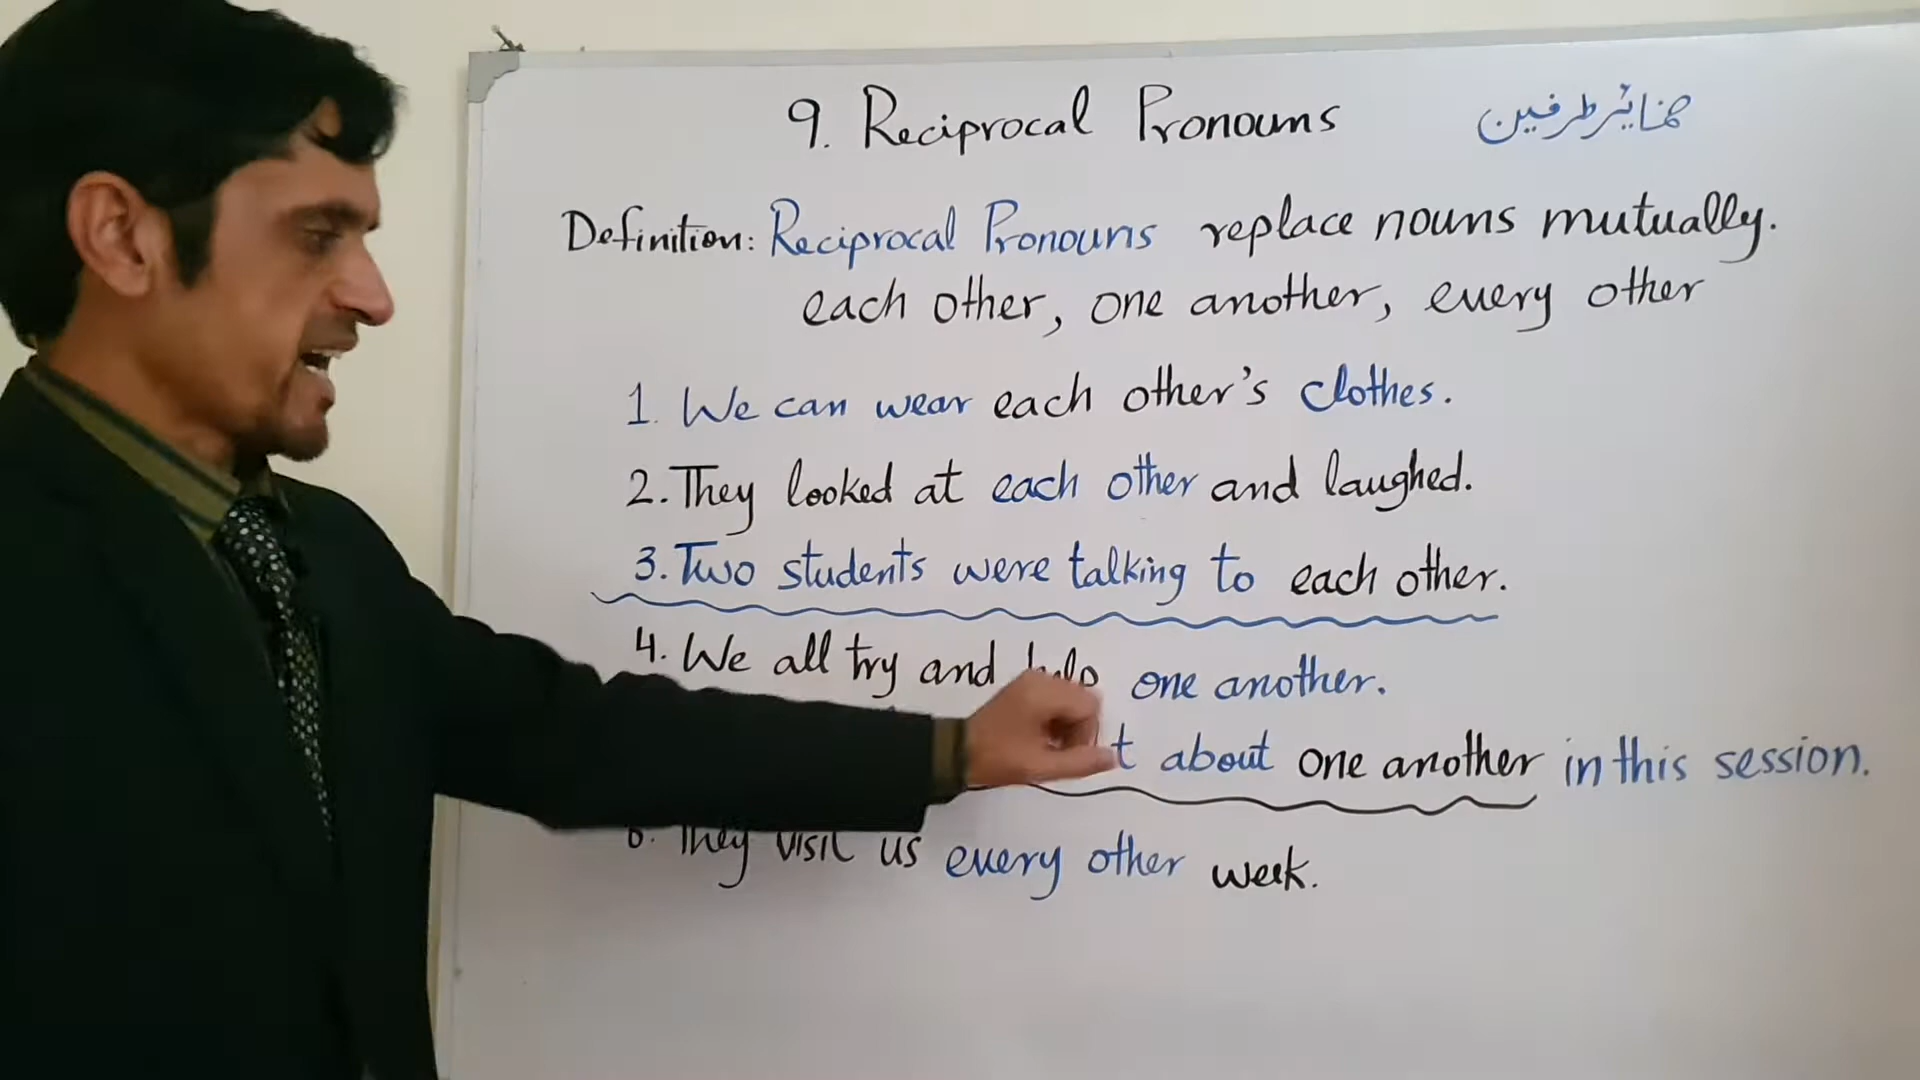 9. Reciprocal Pronouns ضمائر طرفین
Definition: Reciprocal Pronouns replace nouns mutually.
each other, one another, every other
1. We can wear each other's clothes.
2. They looked at each other and laughed.
3. Two students were talking to each other.
4. We all try and help one another.
about one another in this session.
6. They visit us every other week.